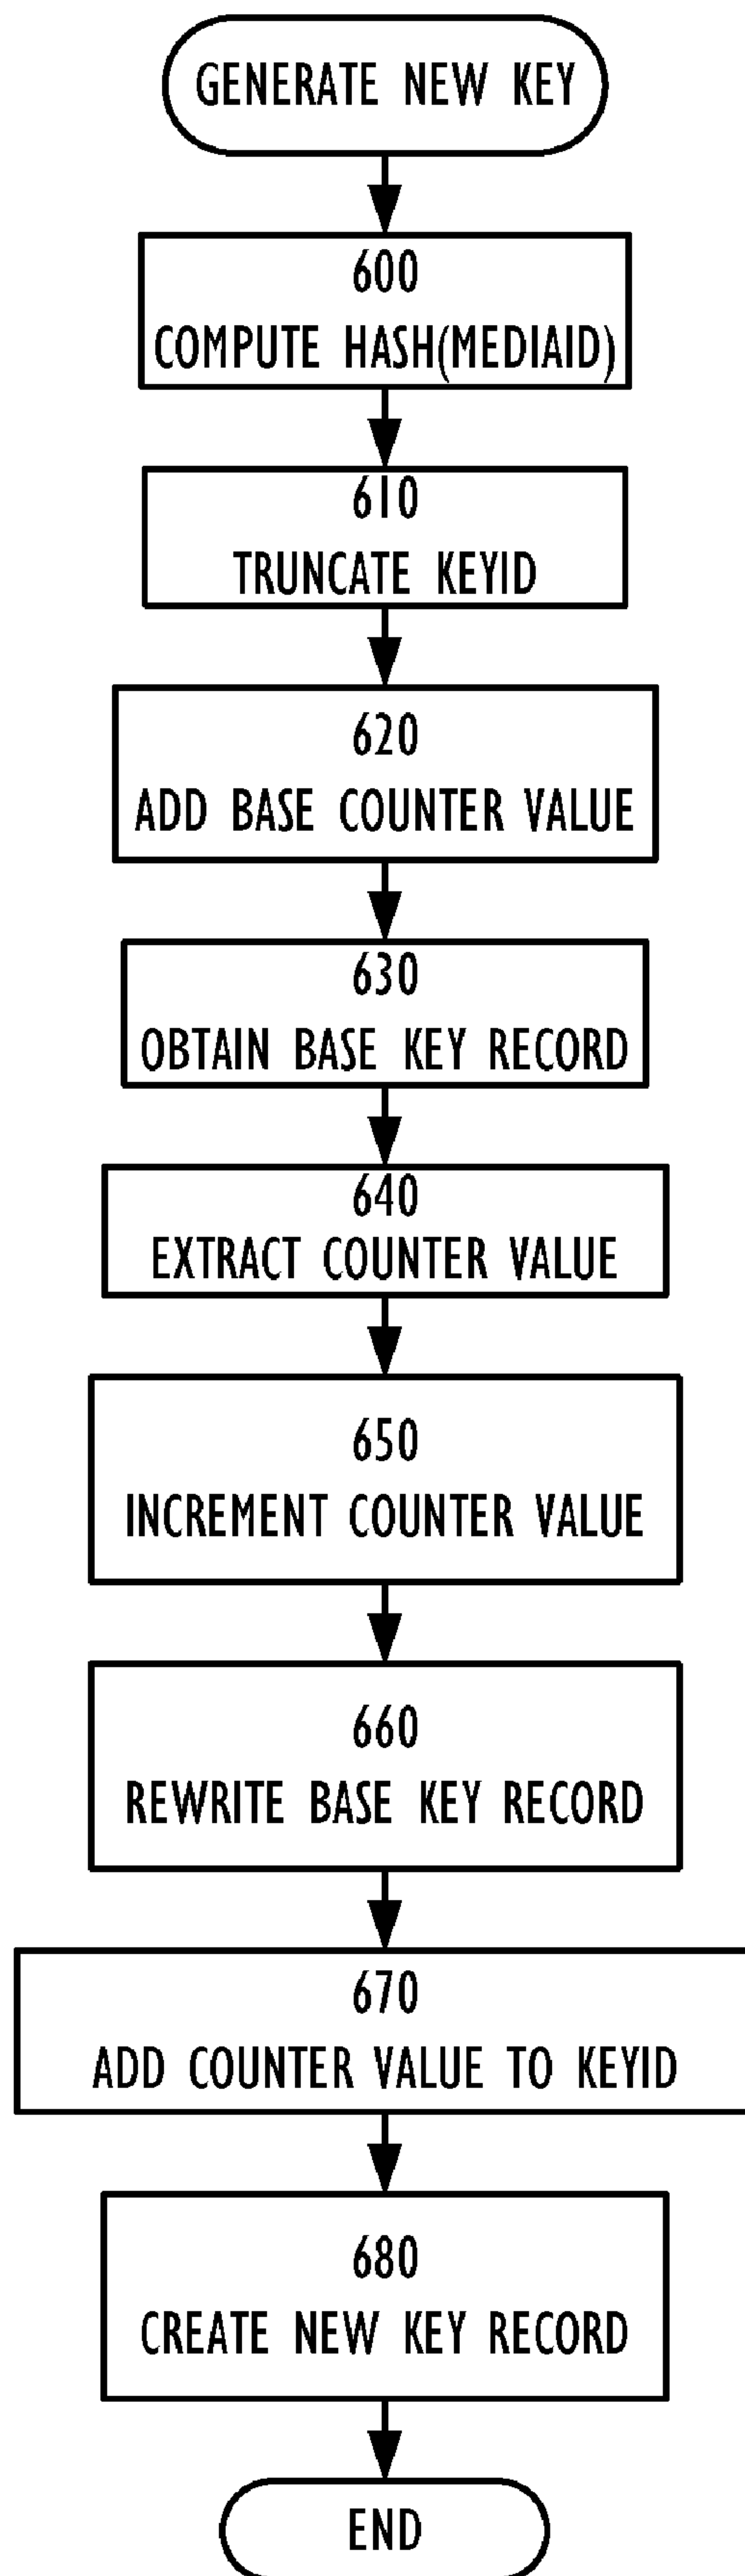 GENERATE NEW KEY
600
COMPUTE HASH(MEDIAID)
610
TRUNCATE KEYID
620
ADD BASE COUNTER VALUE
630
OBTAIN BASE KEY RECORD
640
EXTRACT COUNTER VALUE
650
INCREMENT COUNTER VALUE
660
REWRITE BASE KEY RECORD
670
ADD COUNTER VALUE TO KEYID
680
CREATE NEW KEY RECORD
END